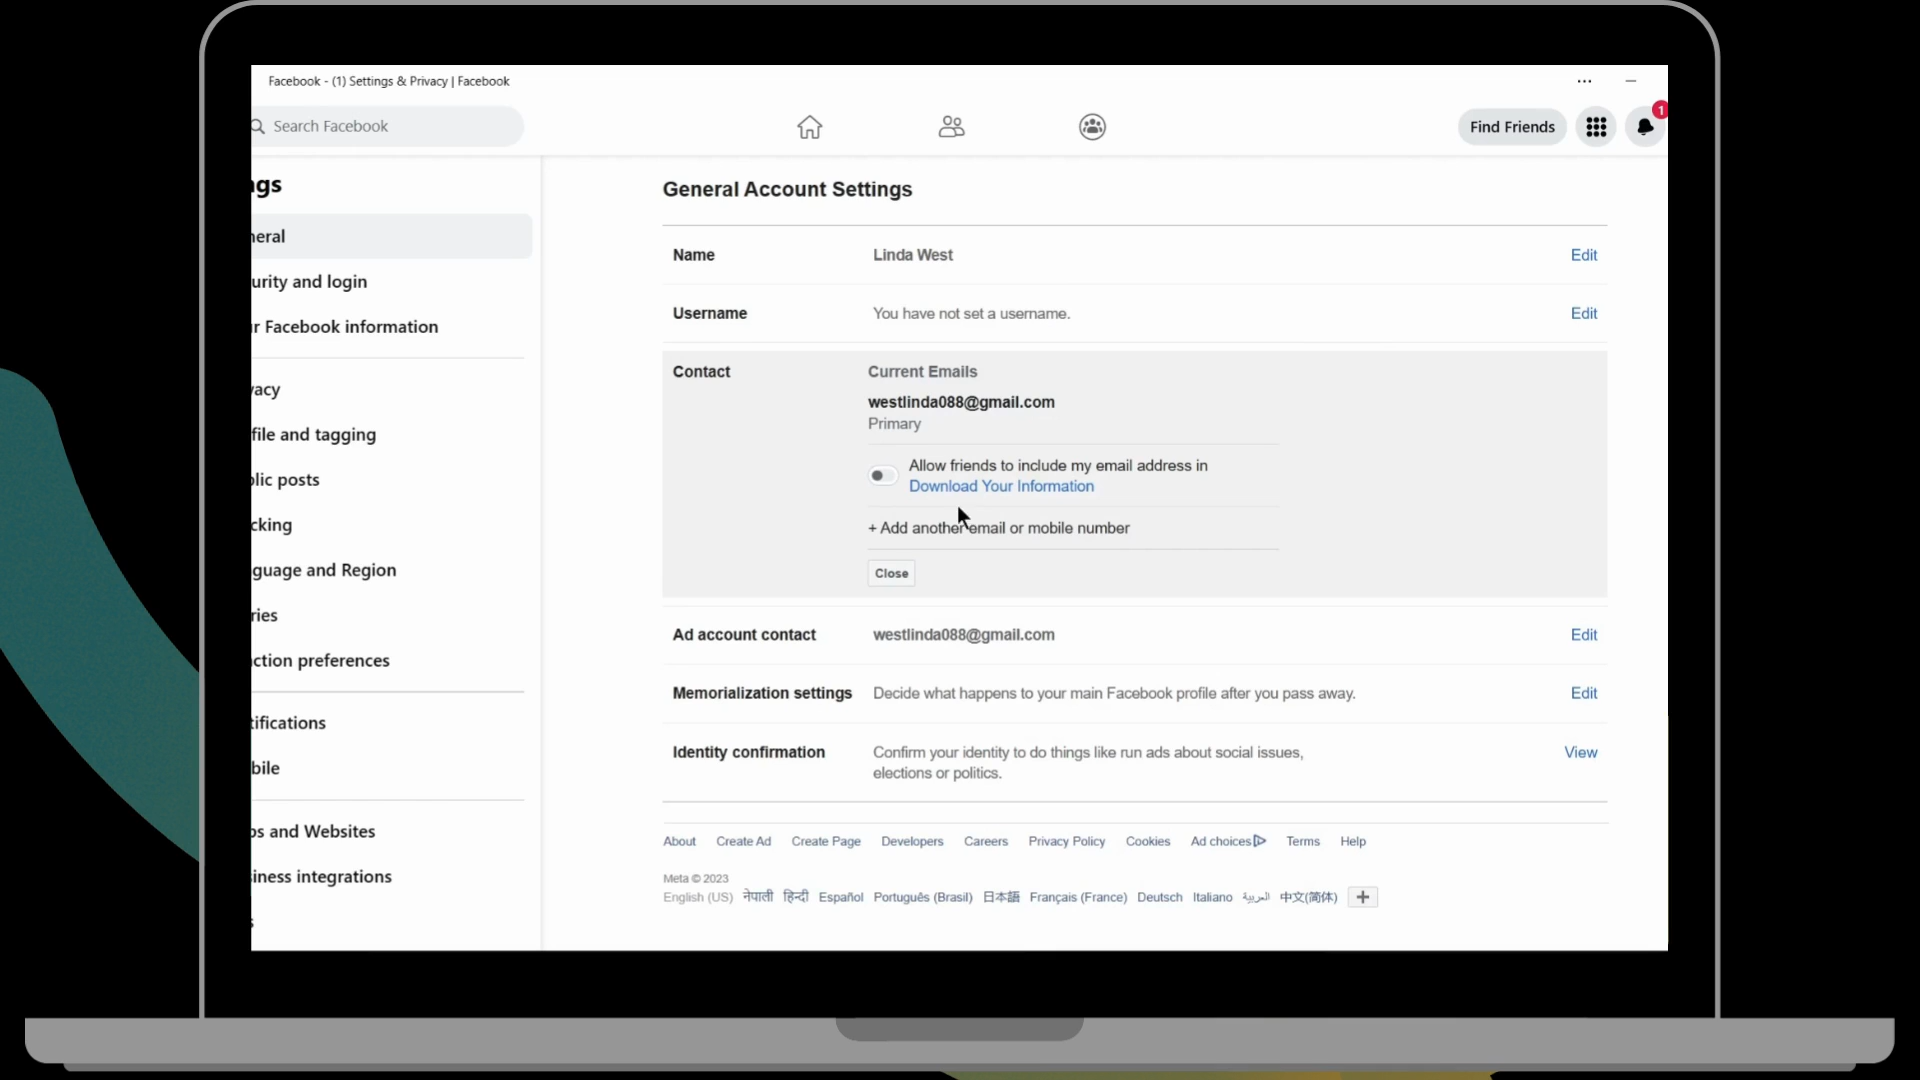 Facebook - (1) Settings & Privacy | Facebook
Search Facebook
Find Friends
1
gs
eral
urity and login
r Facebook information
acy
file and tagging
lic posts
cking
guage and Region
ries
ction preferences
tifications
bile
ps and Websites
iness integrations
s
General Account Settings
Name Linda West Edit
Username You have not set a username. Edit
Contact Current Emails
westlinda088@gmail.com
Primary
Allow friends to include my email address in
Download Your Information
+ Add another email or mobile number
Close
Ad account contact westlinda088@gmail.com Edit
Memorialization settings Decide what happens to your main Facebook profile after you pass away. Edit
Identity confirmation Confirm your identity to do things like run ads about social issues, View
elections or politics.
About Create Ad Create Page Developers Careers Privacy Policy Cookies Ad choices Terms Help
Meta © 2023
English (US) नेपाली हिन्दी Español Português (Brasil) 日本語 Français (France) Deutsch Italiano العربية 中文(简体) +